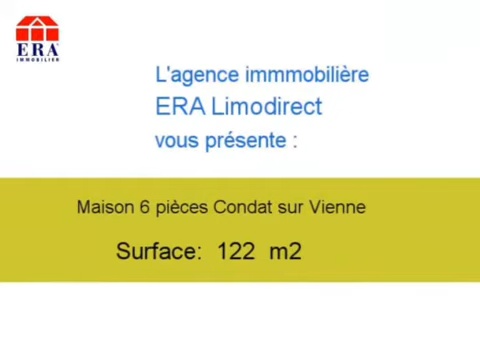 ERA
IMMOBILIER
L'agence immmobilière
ERA Limodirect
vous présente :
Maison 6 pièces Condat sur Vienne
Surface: 122 m2